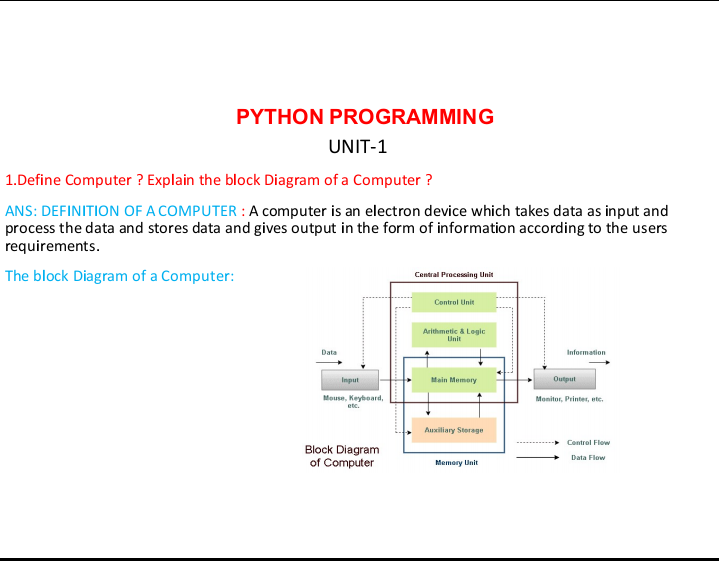 PYTHON PROGRAMMING
UNIT-1
1.Define Computer ? Explain the block Diagram of a Computer ?
ANS: DEFINITION OF A COMPUTER : A computer is an electron device which takes data as input and
process the data and stores data and gives output in the form of information according to the users
requirements.
The block Diagram of a Computer:
Central Processing Unit
Control Unit
Arithmetic & Logic
Unit
Data
Information
Input
Main Memory
Output
Mouse, Keyboard,
etc.
Monitor, Printer, etc.
Auxiliary Storage
Block Diagram
of Computer
Memory Unit
Control Flow
Data Flow